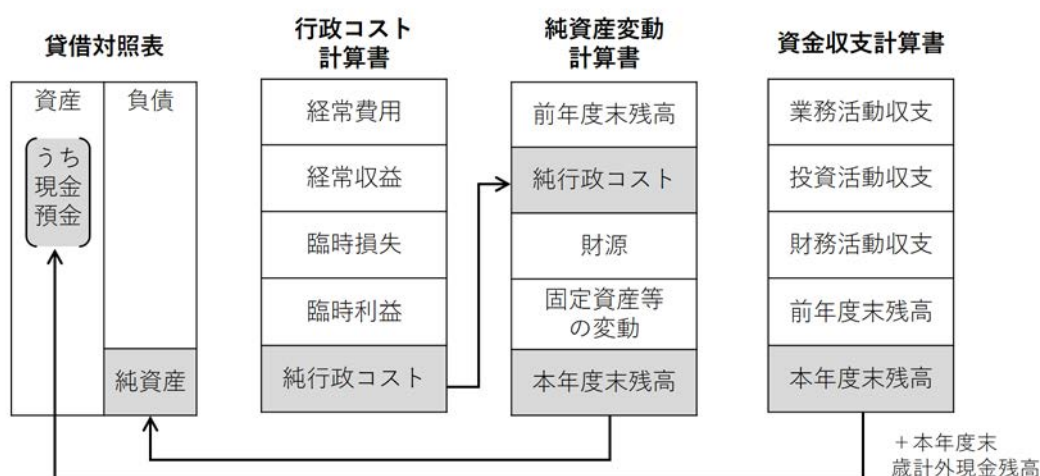 貸借対照表
資産
負債
うち
現金
預金
純資産
行政コスト
計算書
経常費用
経常収益
臨時損失
臨時利益
純行政コスト
純資産変動
計算書
前年度末残高
純行政コスト
財源
固定資産等
の変動
本年度末残高
資金収支計算書
業務活動収支
投資活動収支
財務活動収支
前年度末残高
本年度末残高
+本年度末
歳計外現金残高